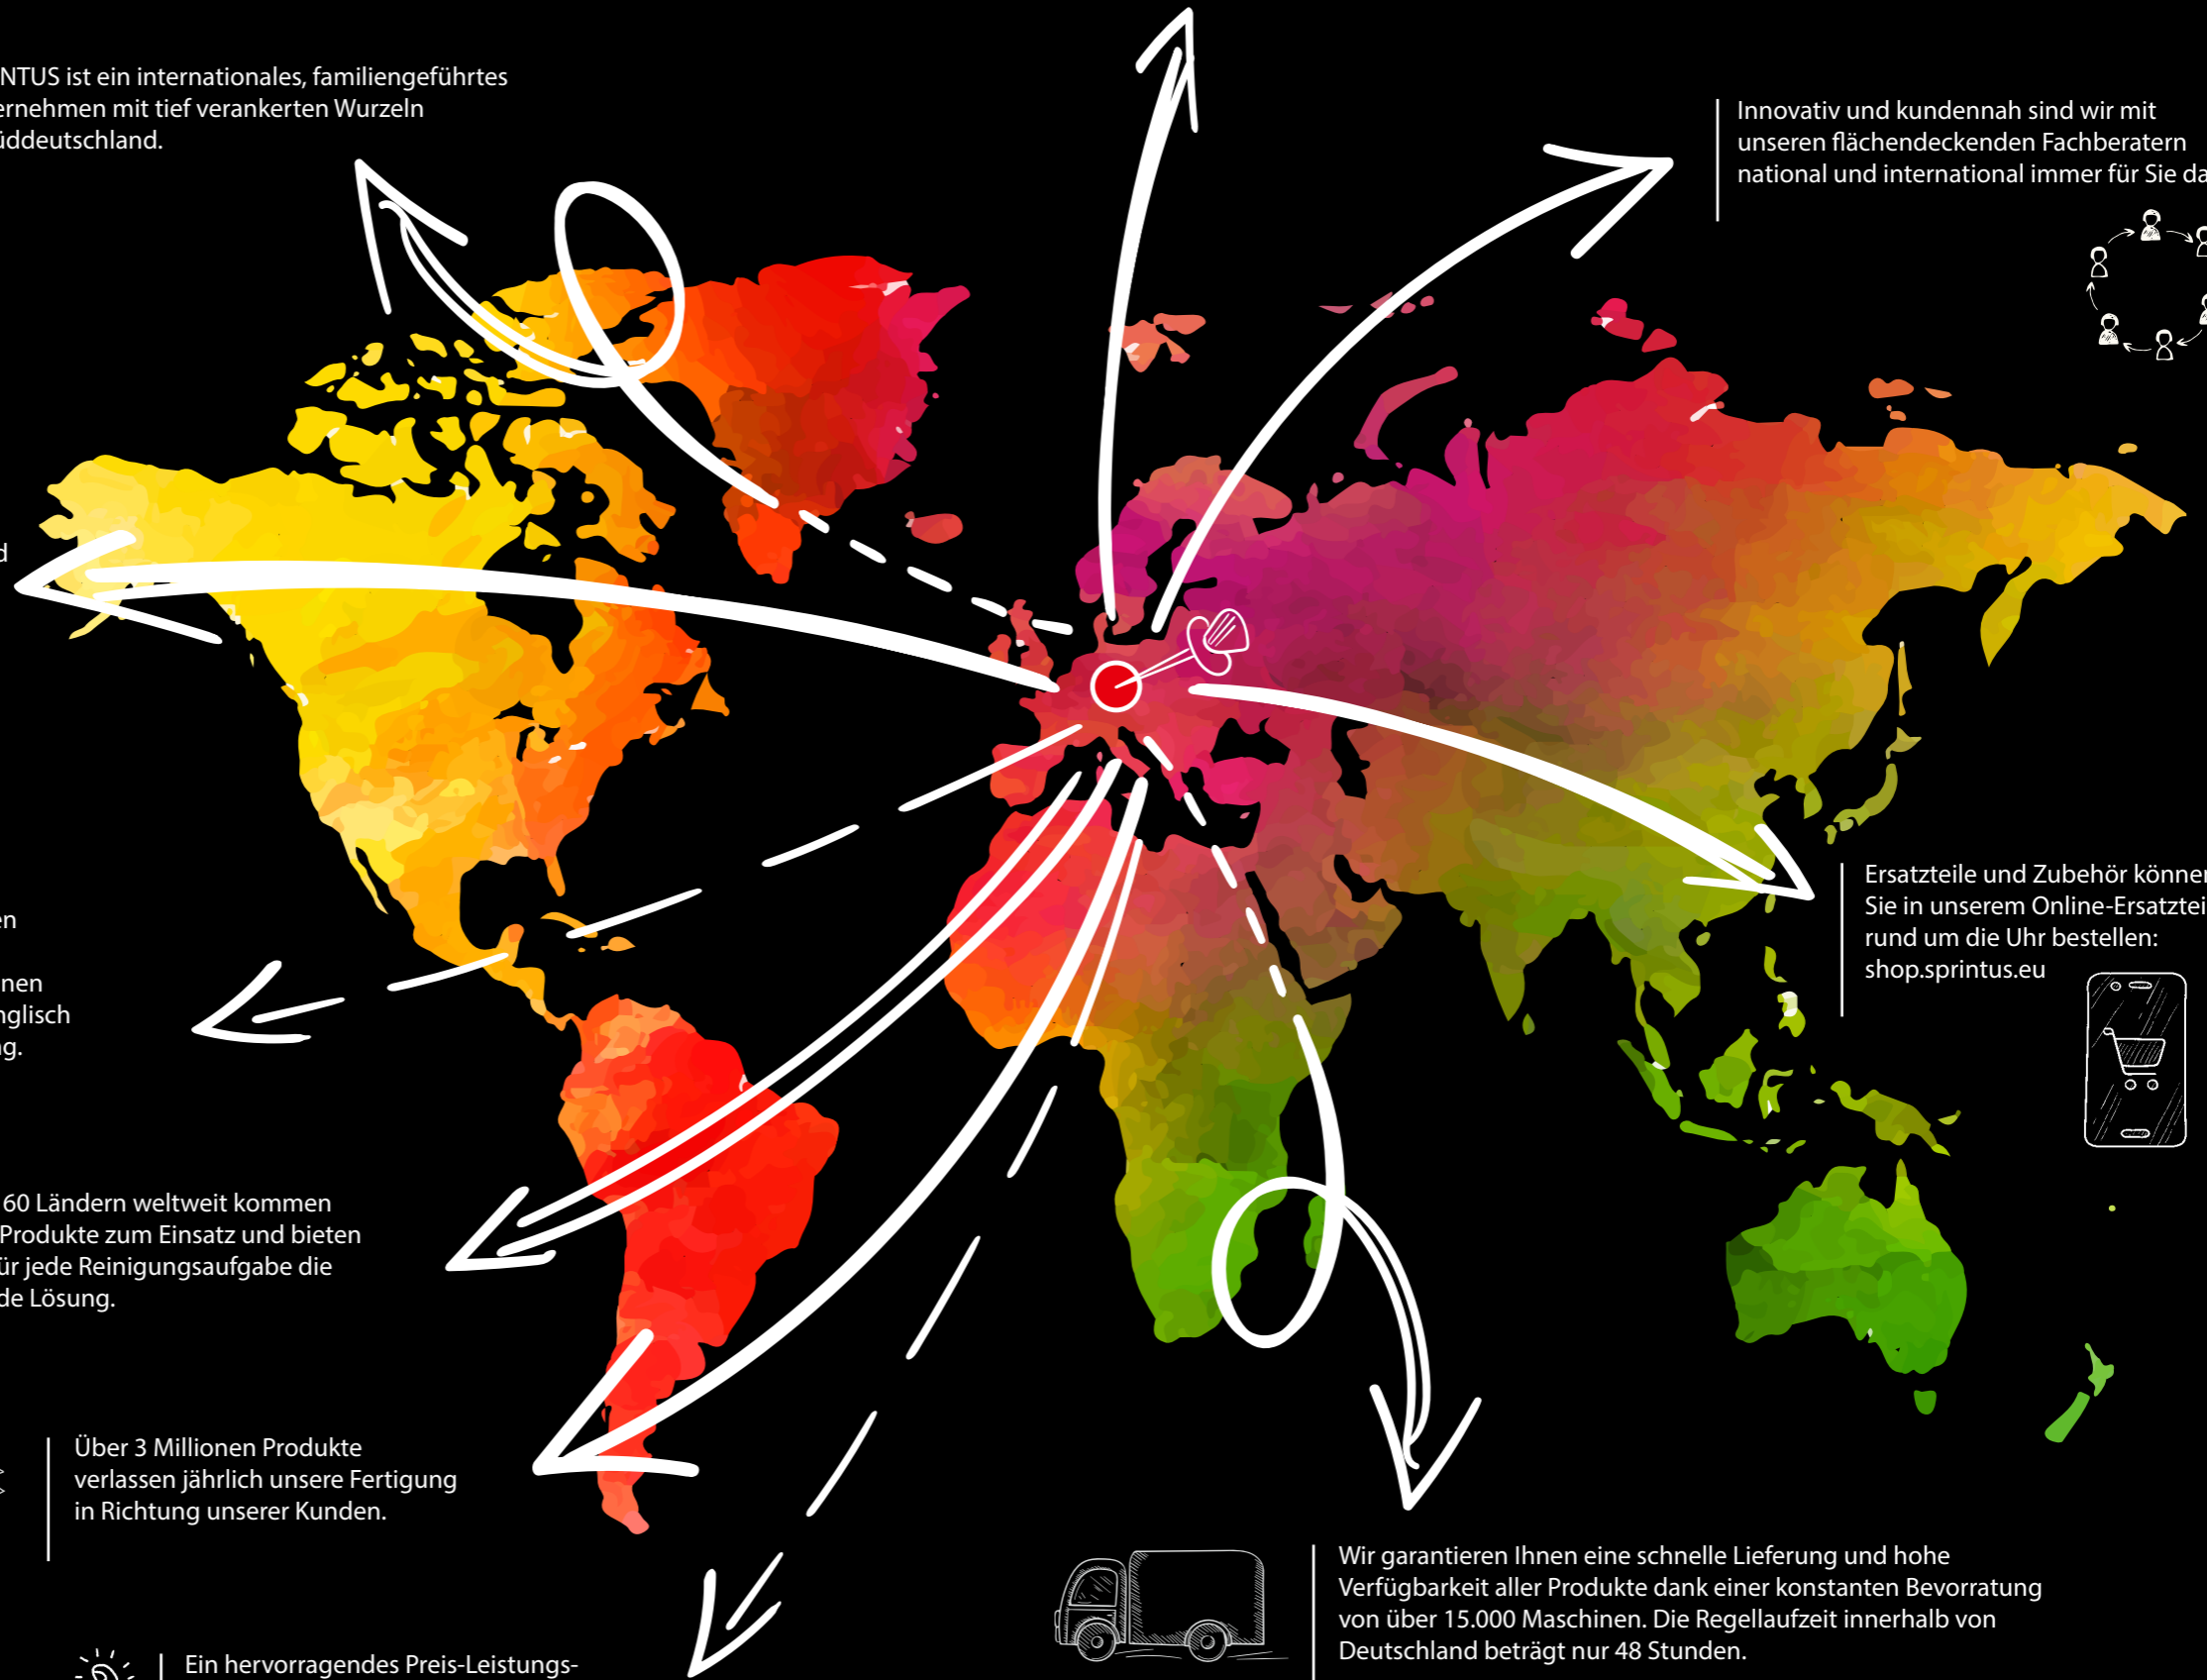 NTUS ist ein internationales, familiengeführtes
ernehmen mit tief verankerten Wurzeln
üddeutschland.
Innovativ und kundennah sind wir mit
unseren flächendeckenden Fachberatern
national und international immer für Sie da
d
en
nen
nglisch
ng.
Ersatzteile und Zubehör können
Sie in unserem Online-Ersatztei
rund um die Uhr bestellen:
shop.sprintus.eu
60 Ländern weltweit kommen
Produkte zum Einsatz und bieten
ür jede Reinigungsaufgabe die
de Lösung.
Über 3 Millionen Produkte
verlassen jährlich unsere Fertigung
in Richtung unserer Kunden.
Wir garantieren Ihnen eine schnelle Lieferung und hohe
Verfügbarkeit aller Produkte dank einer konstanten Bevorratung
von über 15.000 Maschinen. Die Regellaufzeit innerhalb von
Deutschland beträgt nur 48 Stunden.
Ein hervorragendes Preis-Leistungs-